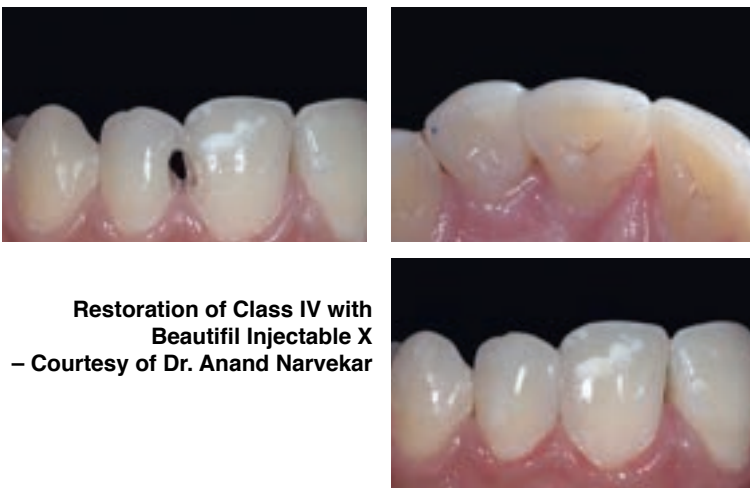 Restoration of Class IV with
Beautifil Injectable X
– Courtesy of Dr. Anand Narvekar